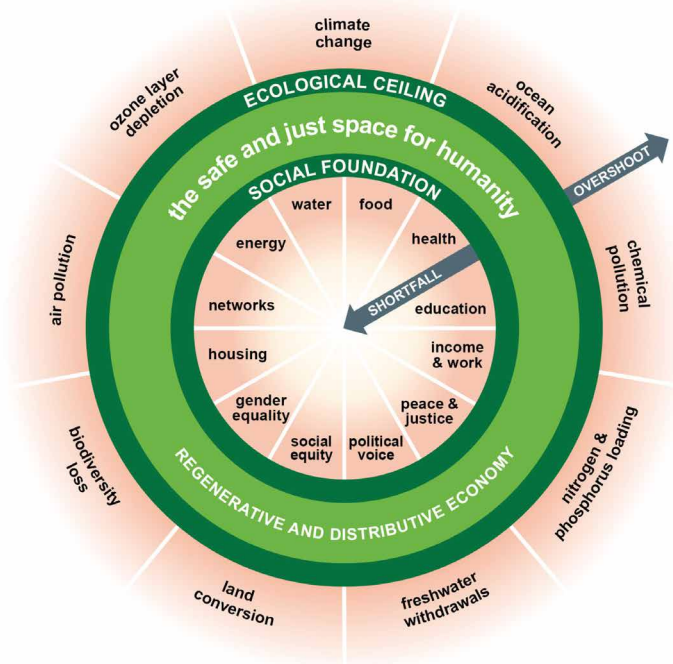 climate
change
ozone layer
depletion
ocean
acidification
ECOLOGICAL CEILING
the safe and just space for humanity
SOCIAL FOUNDATION
OVERSHOOT
water
food
energy
health
air pollution
chemical
pollution
SHORTFALL
networks
education
housing
income
& work
gender
equality
peace &
justice
social
equity
political
voice
biodiversity
loss
nitrogen &
phosphorus loading
REGENERATIVE AND DISTRIBUTIVE ECONOMY
land
conversion
freshwater
withdrawals